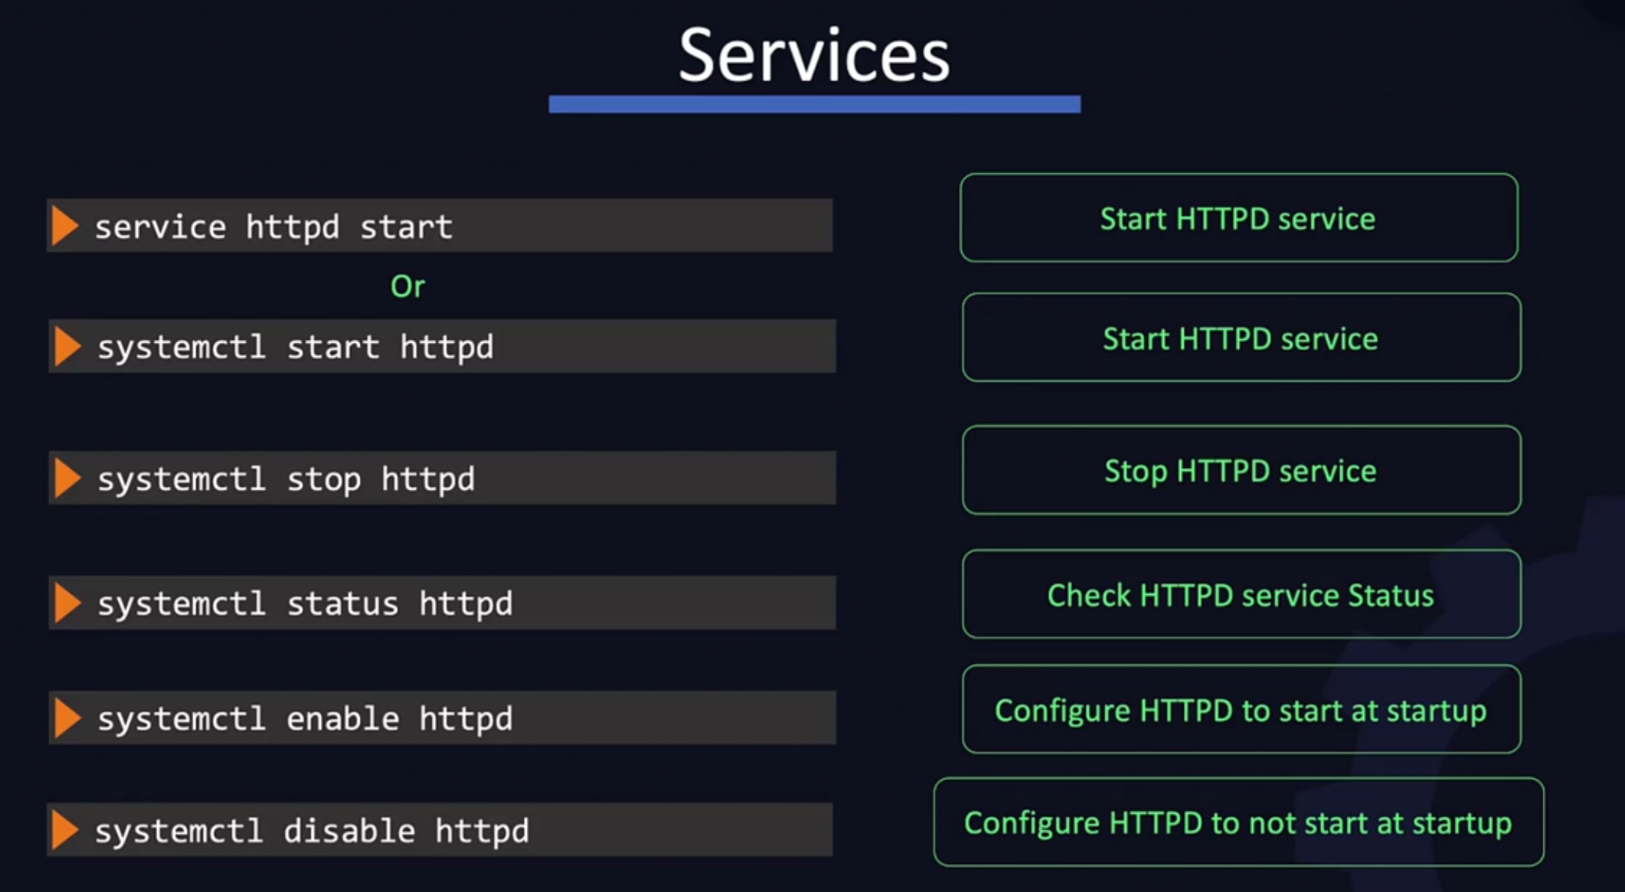 Services
service httpd start
Start HTTPD service
Or
systemctl start httpd
Start HTTPD service
systemctl stop httpd
Stop HTTPD service
systemctl status httpd
Check HTTPD service Status
systemctl enable httpd
Configure HTTPD to start at startup
systemctl disable httpd
Configure HTTPD to not start at startup